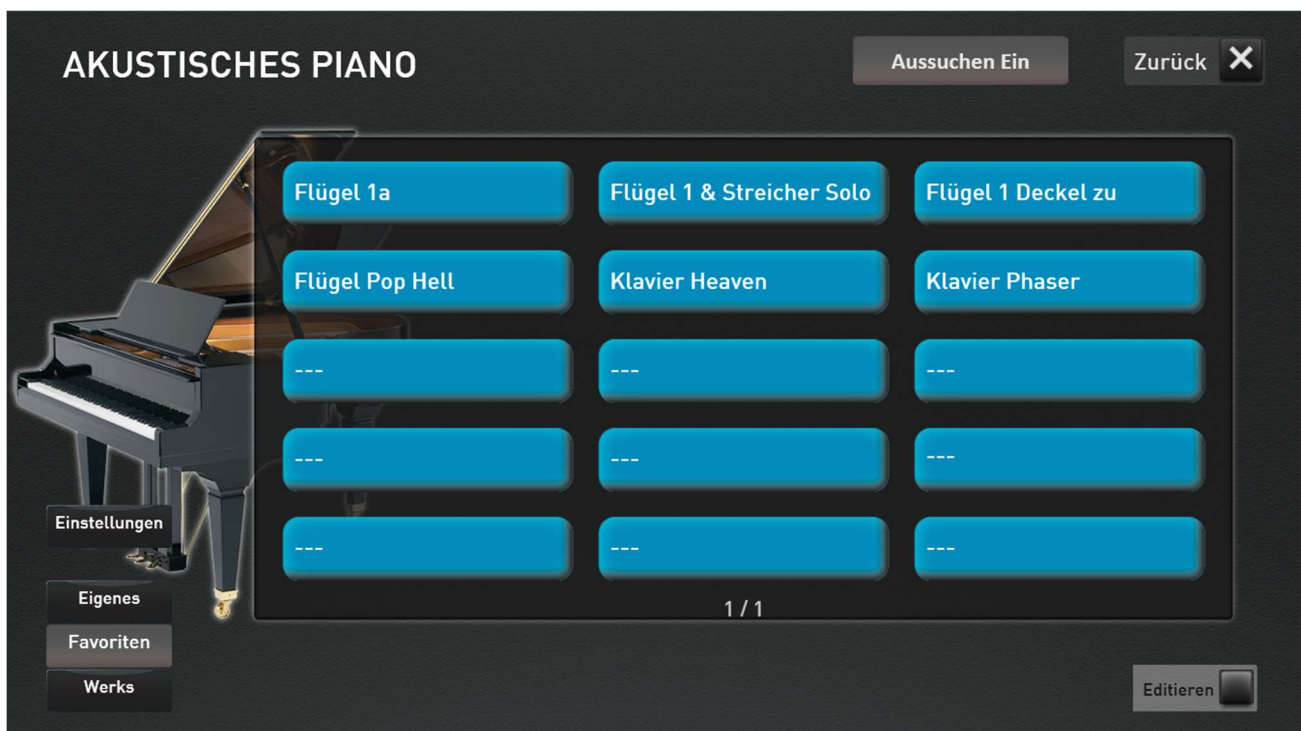 AKUSTISCHES PIANO
Aussuchen Ein
Zurück
Flügel 1a
Flügel 1 & Streicher Solo
Flügel 1 Deckel zu
Flügel Pop Hell
Klavier Heaven
Klavier Phaser
---
---
---
---
---
---
---
---
---
Einstellungen
Eigenes
Favoriten
Werks
1 / 1
Editieren